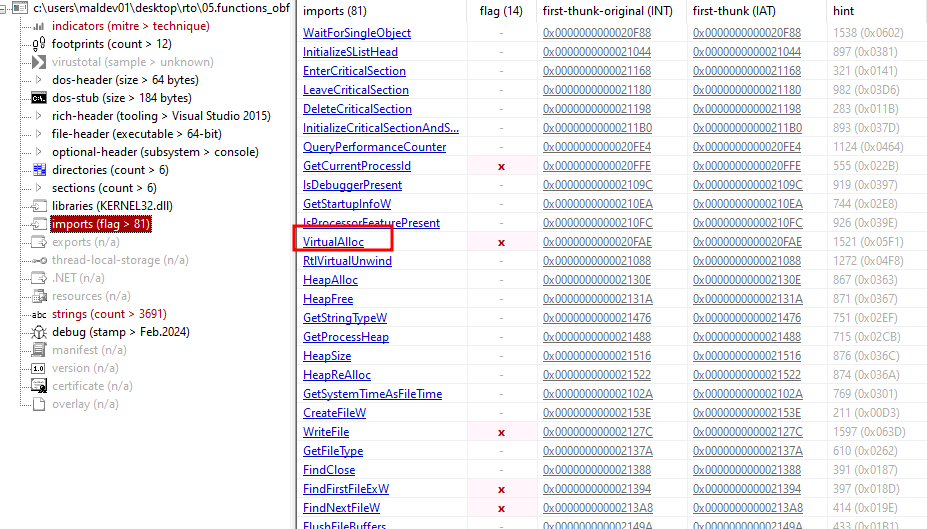 c:\users\maldev01\desktop\rto\05.functions_obf
indicators (mitre > technique)
footprints (count > 12)
virustotal (sample > unknown)
dos-header (size > 64 bytes)
dos-stub (size > 184 bytes)
rich-header (tooling > Visual Studio 2015)
file-header (executable > 64-bit)
optional-header (subsystem > console)
directories (count > 6)
sections (count > 6)
libraries (KERNEL32.dll)
imports (flag > 81)
exports (n/a)
thread-local-storage (n/a)
.NET (n/a)
resources (n/a)
abc strings (count > 3691)
debug (stamp > Feb.2024)
manifest (n/a)
1.0 version (n/a)
certificate (n/a)
overlay (n/a)
imports (81) flag (14) first-thunk-original (INT) first-thunk (IAT) hint
WaitForSingleObject - 0x0000000000020F88 0x0000000000020F88 1538 (0x0602)
InitializeSListHead - 0x0000000000021044 0x0000000000021044 897 (0x0381)
EnterCriticalSection - 0x0000000000021168 0x0000000000021168 321 (0x0141)
LeaveCriticalSection - 0x0000000000021180 0x0000000000021180 982 (0x03D6)
DeleteCriticalSection - 0x0000000000021198 0x0000000000021198 283 (0x011B)
InitializeCriticalSectionAndS... - 0x00000000000211B0 0x00000000000211B0 893 (0x037D)
QueryPerformanceCounter - 0x0000000000020FE4 0x0000000000020FE4 1124 (0x0464)
GetCurrentProcessId x 0x0000000000020FFE 0x0000000000020FFE 555 (0x022B)
IsDebuggerPresent - 0x000000000002109C 0x000000000002109C 919 (0x0397)
GetStartupInfoW - 0x00000000000210EA 0x00000000000210EA 744 (0x02E8)
IsProcessorFeaturePresent - 0x00000000000210FC 0x00000000000210FC 926 (0x039E)
VirtualAlloc x 0x0000000000020FAE 0x0000000000020FAE 1521 (0x05F1)
RtlVirtualUnwind - 0x0000000000021088 0x0000000000021088 1272 (0x04F8)
HeapAlloc - 0x000000000002130E 0x000000000002130E 867 (0x0363)
HeapFree - 0x000000000002131A 0x000000000002131A 871 (0x0367)
GetStringTypeW - 0x0000000000021476 0x0000000000021476 751 (0x02EF)
GetProcessHeap - 0x0000000000021488 0x0000000000021488 715 (0x02CB)
HeapSize - 0x0000000000021516 0x0000000000021516 876 (0x036C)
HeapReAlloc - 0x0000000000021522 0x0000000000021522 874 (0x036A)
GetSystemTimeAsFileTime - 0x000000000002102A 0x000000000002102A 769 (0x0301)
CreateFileW - 0x000000000002153E 0x000000000002153E 211 (0x00D3)
WriteFile x 0x000000000002127C 0x000000000002127C 1597 (0x063D)
GetFileType - 0x000000000002137A 0x000000000002137A 610 (0x0262)
FindClose - 0x0000000000021388 0x0000000000021388 391 (0x0187)
FindFirstFileExW x 0x0000000000021394 0x0000000000021394 397 (0x018D)
FindNextFileW x 0x00000000000213A8 0x00000000000213A8 414 (0x019E)
FlushFileBuffers - 0x000000000002149A 0x000000000002149A 433 (0x01B1)